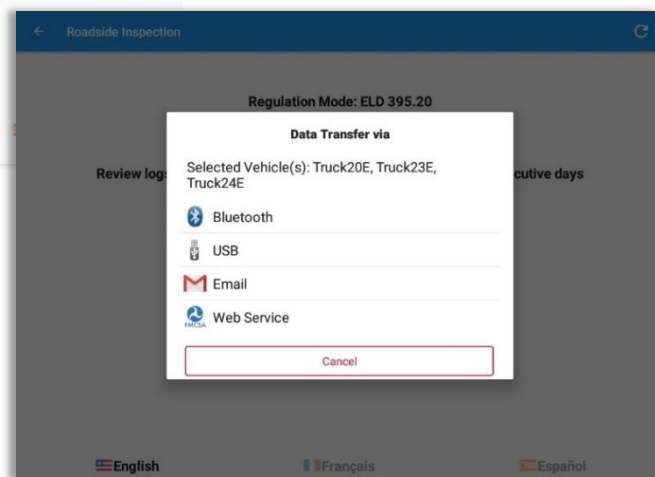 Roadside Inspection
Regulation Mode: ELD 395.20
Data Transfer via
Selected Vehicle(s): Truck20E, Truck23E,
Truck24E
Review log
cutive days
Bluetooth
USB
Email
FMCSA
Web Service
Cancel
English
Français
Español